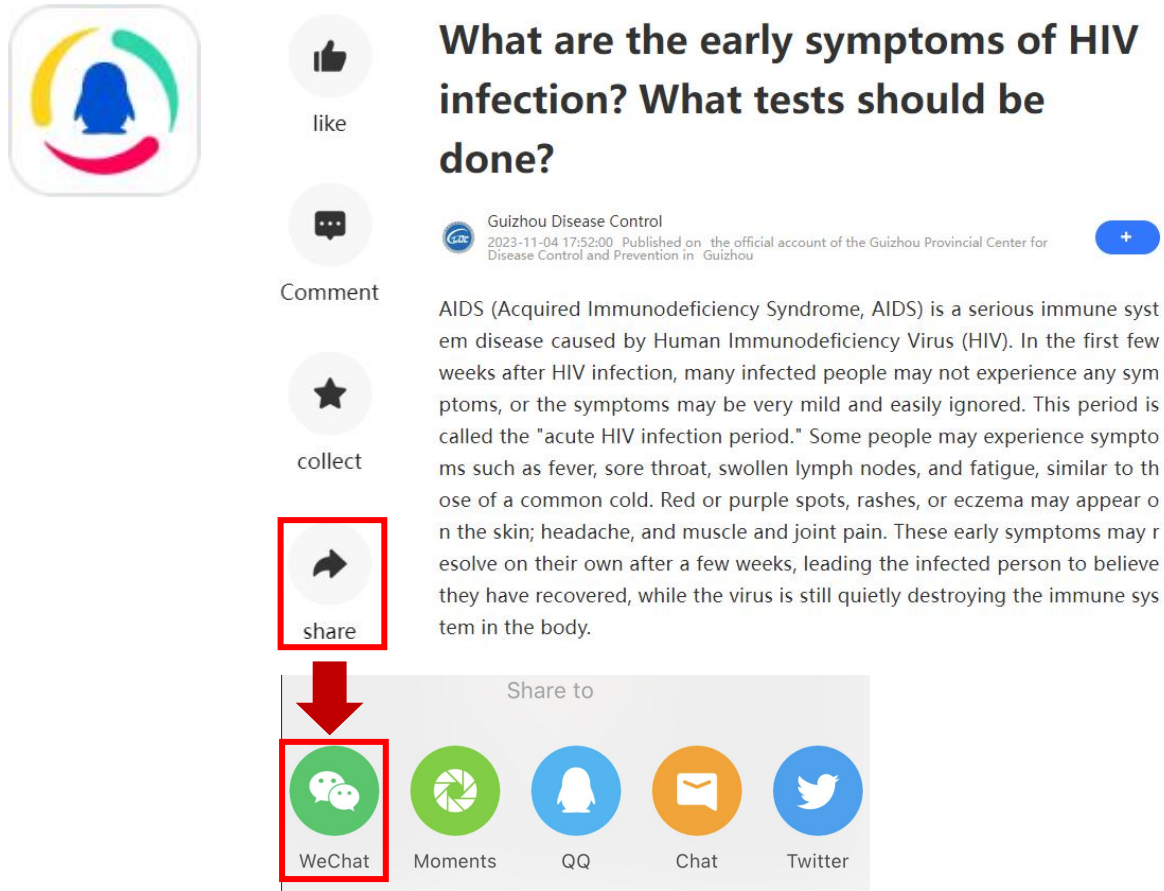 like
Comment
collect
share
What are the early symptoms of HIV
infection? What tests should be
done?
Guizhou Disease Control
2023-11-04 17:52:00 Published on the official account of the Guizhou Provincial Center for
Disease Control and Prevention in Guizhou
+
AIDS (Acquired Immunodeficiency Syndrome, AIDS) is a serious immune syst
em disease caused by Human Immunodeficiency Virus (HIV). In the first few
weeks after HIV infection, many infected people may not experience any sym
ptoms, or the symptoms may be very mild and easily ignored. This period is
called the "acute HIV infection period." Some people may experience sympto
ms such as fever, sore throat, swollen lymph nodes, and fatigue, similar to th
ose of a common cold. Red or purple spots, rashes, or eczema may appear o
n the skin; headache, and muscle and joint pain. These early symptoms may r
esolve on their own after a few weeks, leading the infected person to believe
they have recovered, while the virus is still quietly destroying the immune sys
tem in the body.
Share to
WeChat
Moments
QQ
Chat
Twitter